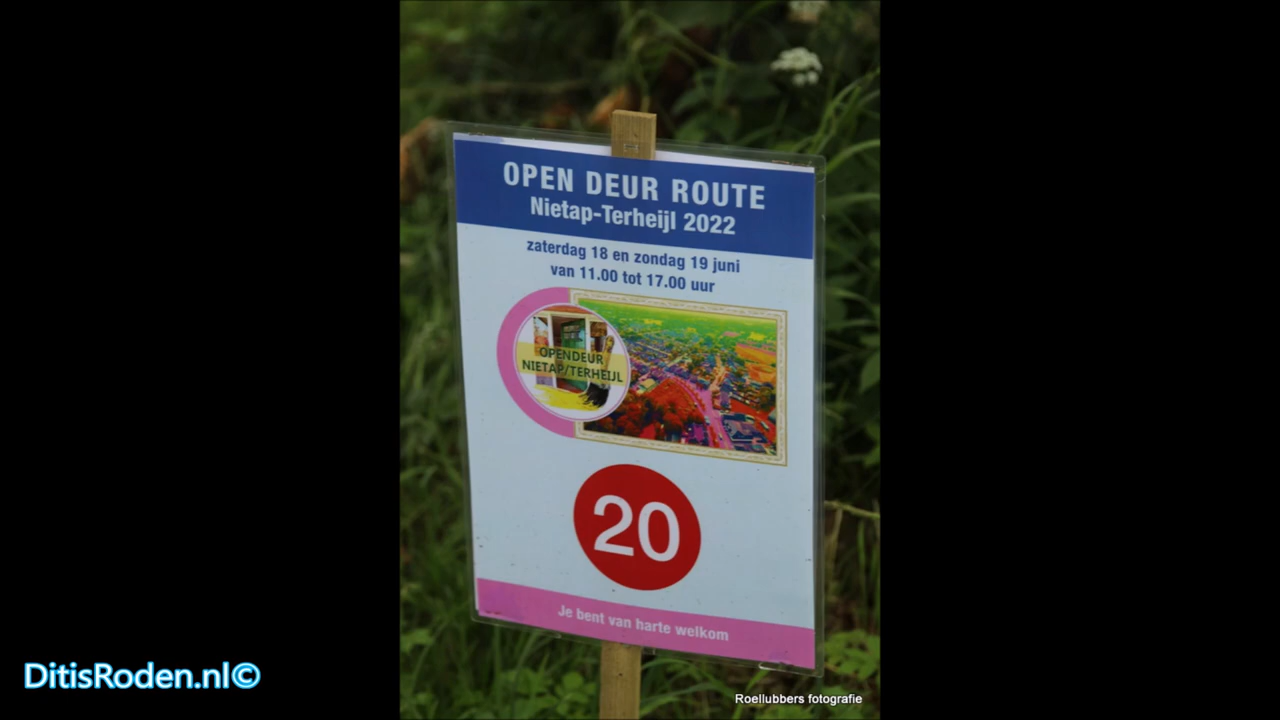 OPEN DEUR ROUTE
Nietap-Terheijl 2022
zaterdag 18 en zondag 19 juni
van 11.00 tot 17.00 uur
OPENDEUR
NIETAP/TERHEIJL
20
Je bent van harte welkom
DitisRoden.nl©
Roellubbers fotografie